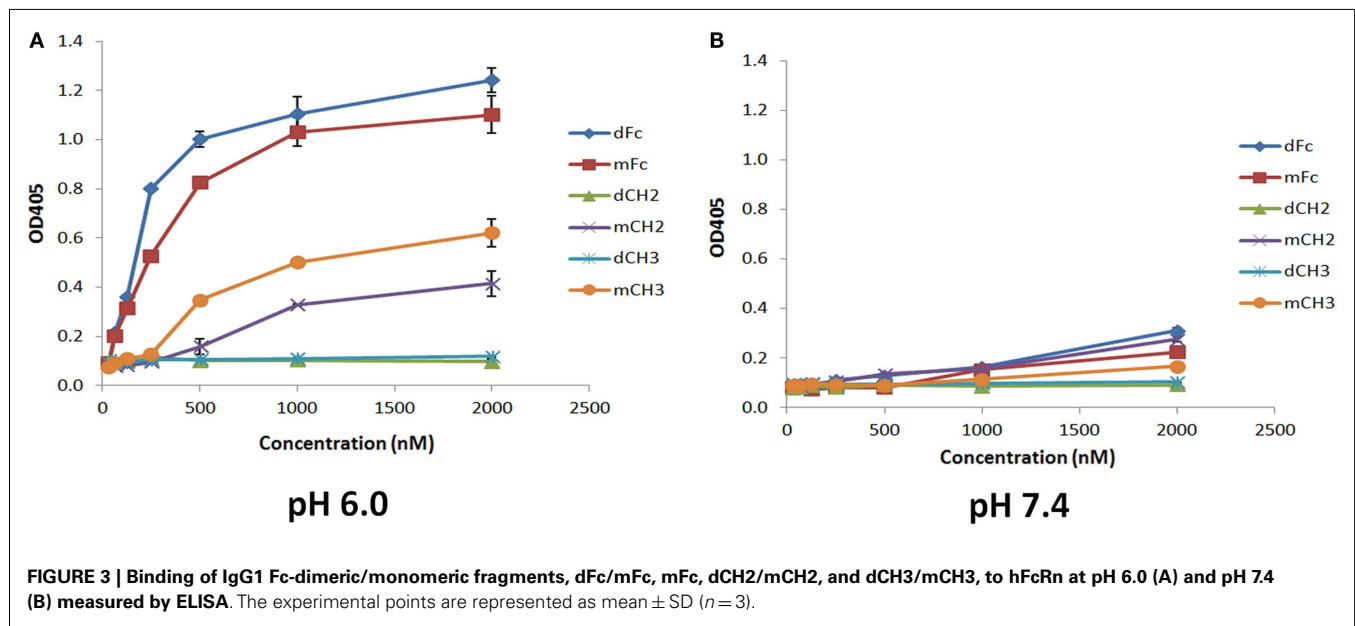 A
1.4
1.2
1.0
0.8
0.6
0.4
0.2
0.0
OD405
0
500
1000
1500
2000
2500
Concentration (nM)
dFc
mFc
dCH2
mCH2
dCH3
mCH3
pH 6.0
B
1.4
1.2
1.0
0.8
0.6
0.4
0.2
0.0
OD405
0
500
1000
1500
2000
2500
Concentration (nM)
dFc
mFc
dCH2
mCH2
dCH3
mCH3
pH 7.4
FIGURE 3 | Binding of IgG1 Fc-dimeric/monomeric fragments, dFc/mFc, mFc, dCH2/mCH2, and dCH3/mCH3, to hFcRn at pH 6.0 (A) and pH 7.4
(B) measured by ELISA. The experimental points are represented as mean ± SD (n = 3).